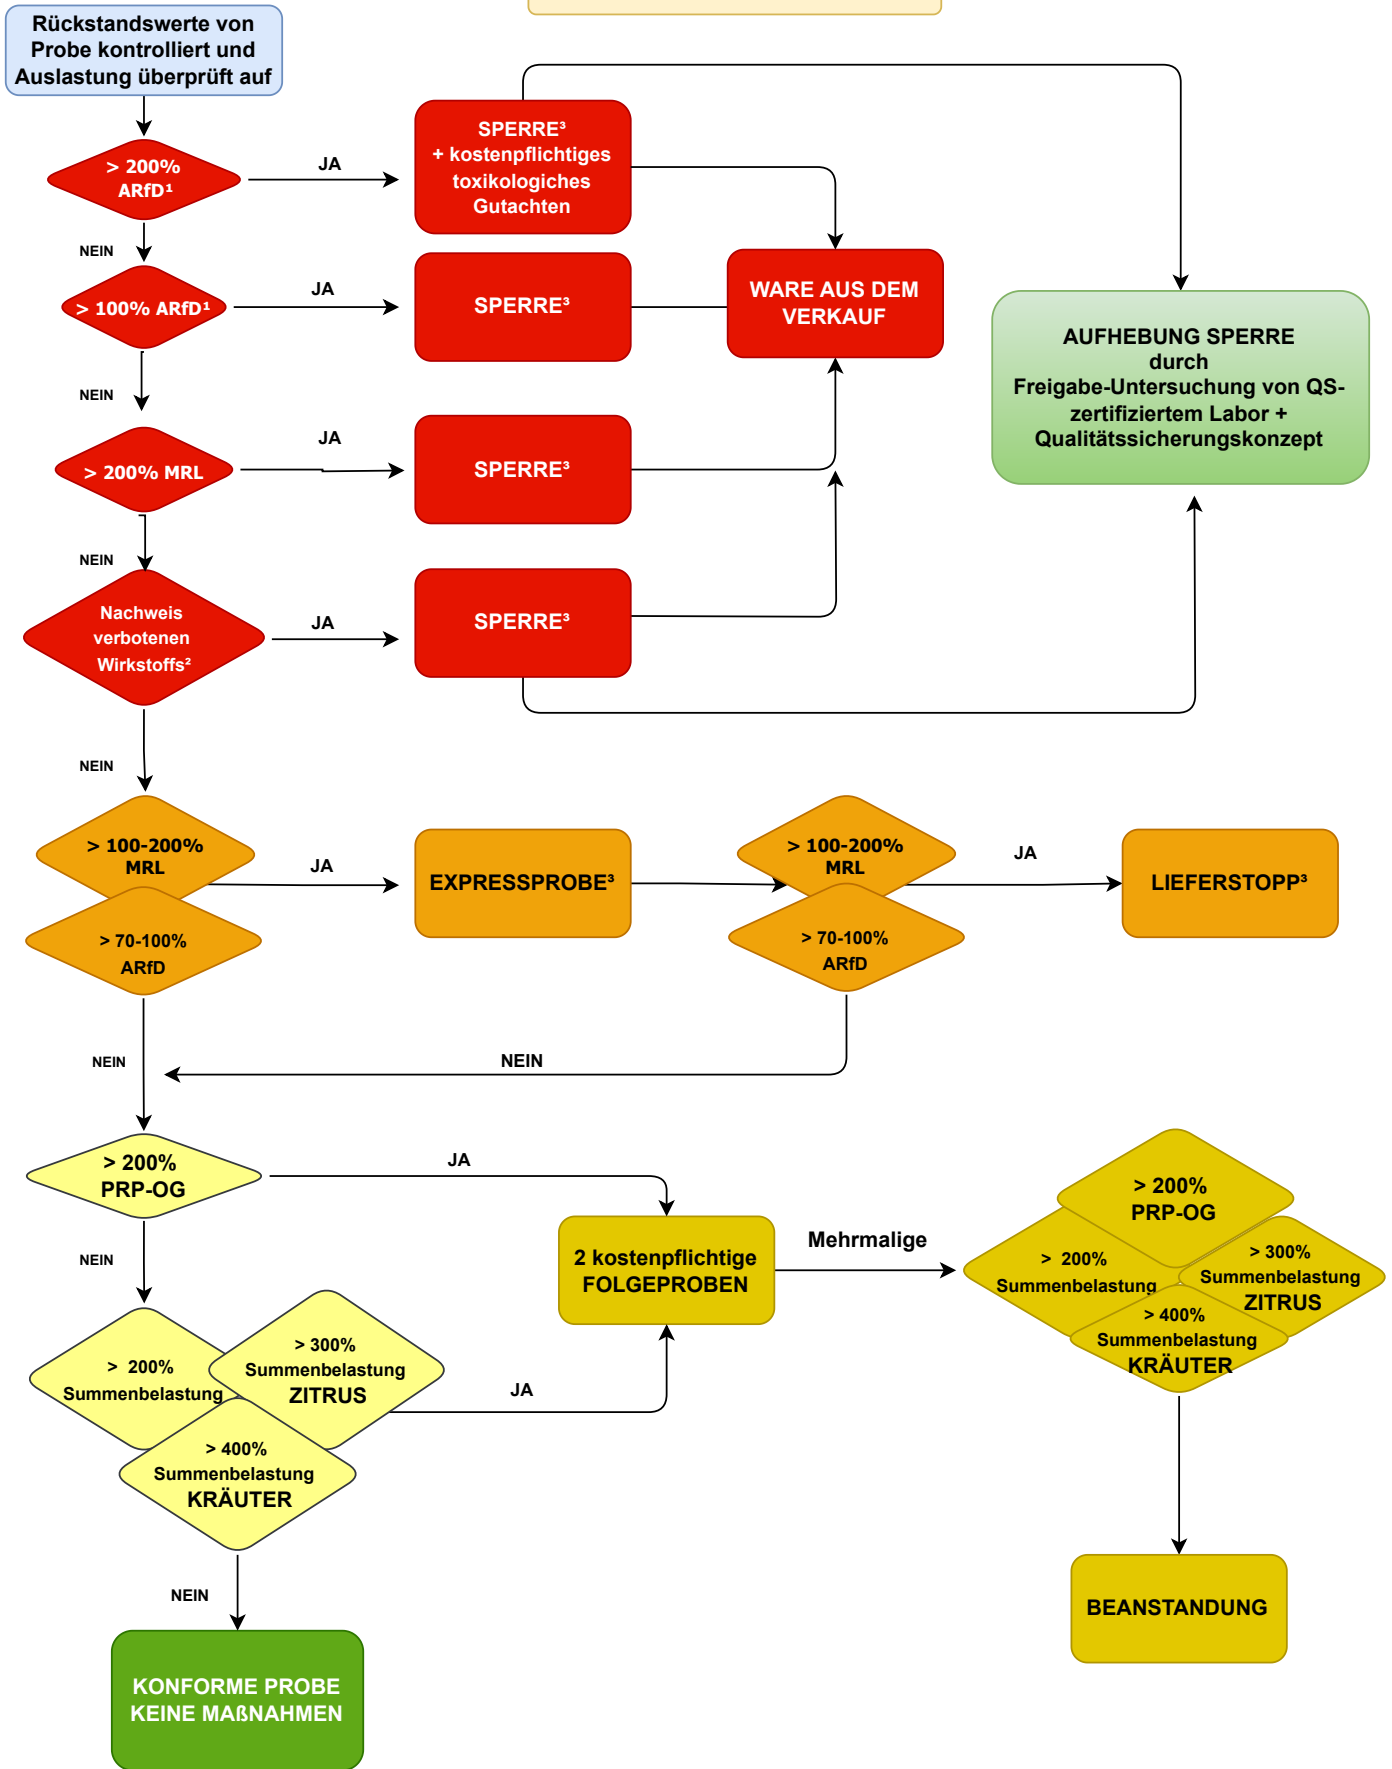 Rückstandswerte von
Probe kontrolliert und
Auslastung überprüft auf
> 200%
ARfD¹
JA
SPERRE³
+ kostenpflichtiges
toxikologiches
Gutachten
NEIN
> 100% ARfD¹
JA
SPERRE³
WARE AUS DEM
VERKAUF
AUFHEBUNG SPERRE
durch
Freigabe-Untersuchung von QS-
zertifiziertem Labor +
Qualitätssicherungskonzept
NEIN
> 200% MRL
JA
SPERRE³
NEIN
Nachweis
verbotenen
Wirkstoffs²
JA
SPERRE³
NEIN
> 100-200%
MRL
> 70-100%
ARfD
JA
EXPRESSPROBE³
> 100-200%
MRL
> 70-100%
ARfD
JA
LIEFERSTOPP³
NEIN
NEIN
> 200%
PRP-OG
JA
NEIN
2 kostenpflichtige
FOLGEPROBEN
Mehrmalige
> 200%
PRP-OG
> 200%
Summenbelastung
> 300%
Summenbelastung
ZITRUS
> 400%
Summenbelastung
KRÄUTER
> 200%
Summenbelastung
> 300%
Summenbelastung
ZITRUS
> 400%
Summenbelastung
KRÄUTER
JA
NEIN
BEANSTANDUNG
KONFORME PROBE
KEINE MAßNAHMEN